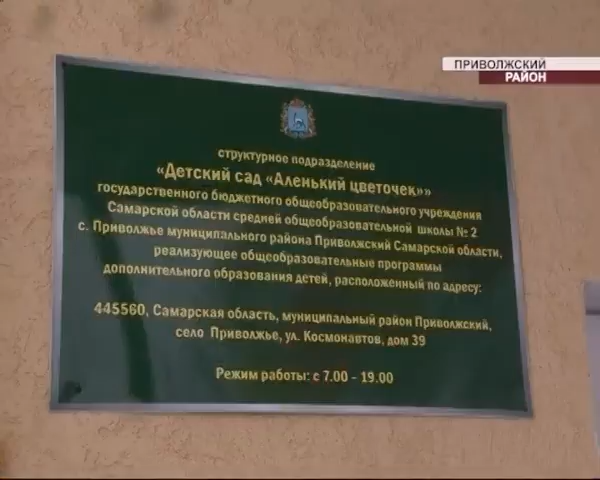 ПРИВОЛЖСКИЙ
РАЙОН
структурное подразделение
«Детский сад «Аленький цветочек»»
государственного бюджетного общеобразовательного учреждения
Самарской области средней общеобразовательной школы № 2
с. Приволжье муниципального района Приволжский Самарской области,
реализующее общеобразовательные программы
дополнительного образования детей, расположенный по адресу:
445560, Самарская область, муниципальный район Приволжский,
село Приволжье, ул. Космонавтов, дом 39
Режим работы: с 7.00 - 19.00